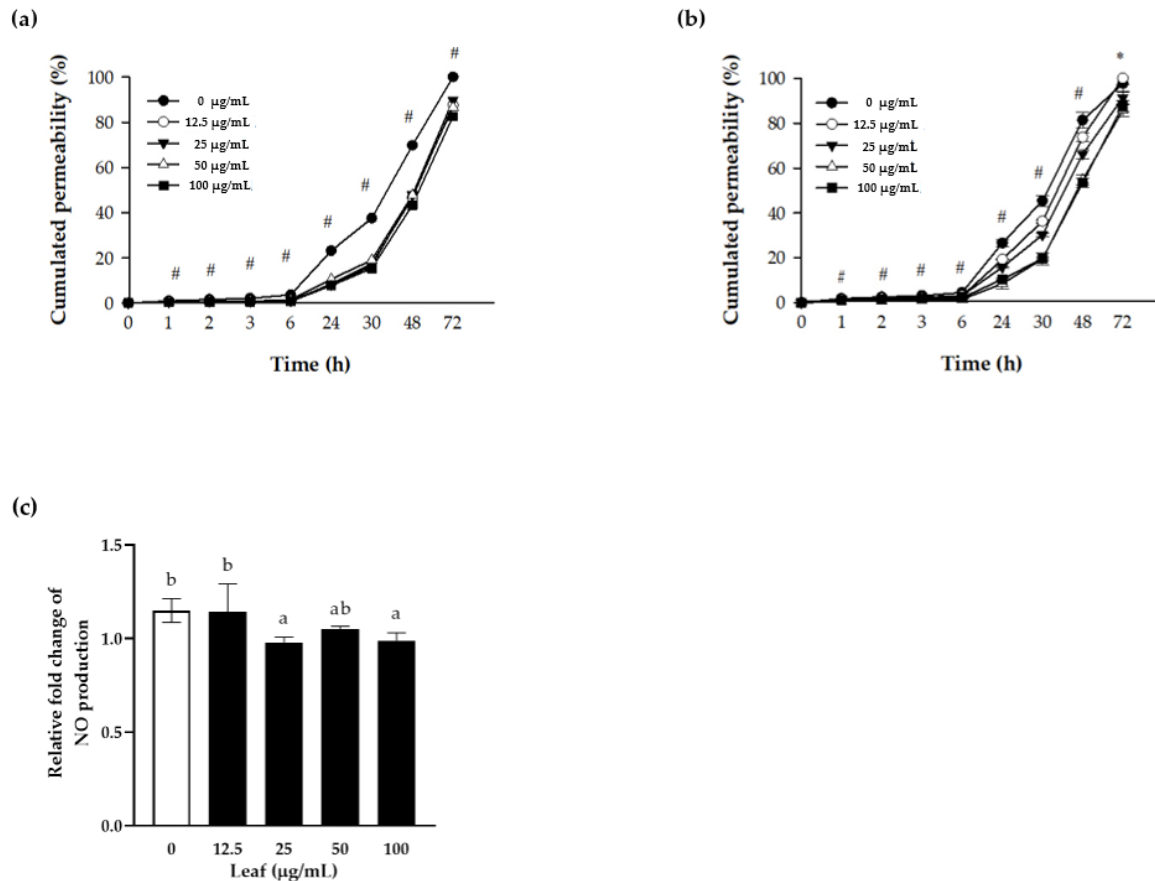 (a)
Cumulated permeability (%)
100
80
60
40
20
0
0 µg/mL
12.5 µg/mL
25 µg/mL
50 µg/mL
100 µg/mL
# # # # # # # #
0 1 2 3 6 24 30 48 72
Time (h)
(b)
Cumulated permeability (%)
100
80
60
40
20
0
0 µg/mL
12.5 µg/mL
25 µg/mL
50 µg/mL
100 µg/mL
# # # # # # # *
0 1 2 3 6 24 30 48 72
Time (h)
(c)
Relative fold change of
NO production
1.5
1.0
0.5
0.0
b b a ab a
0 12.5 25 50 100
Leaf (µg/mL)